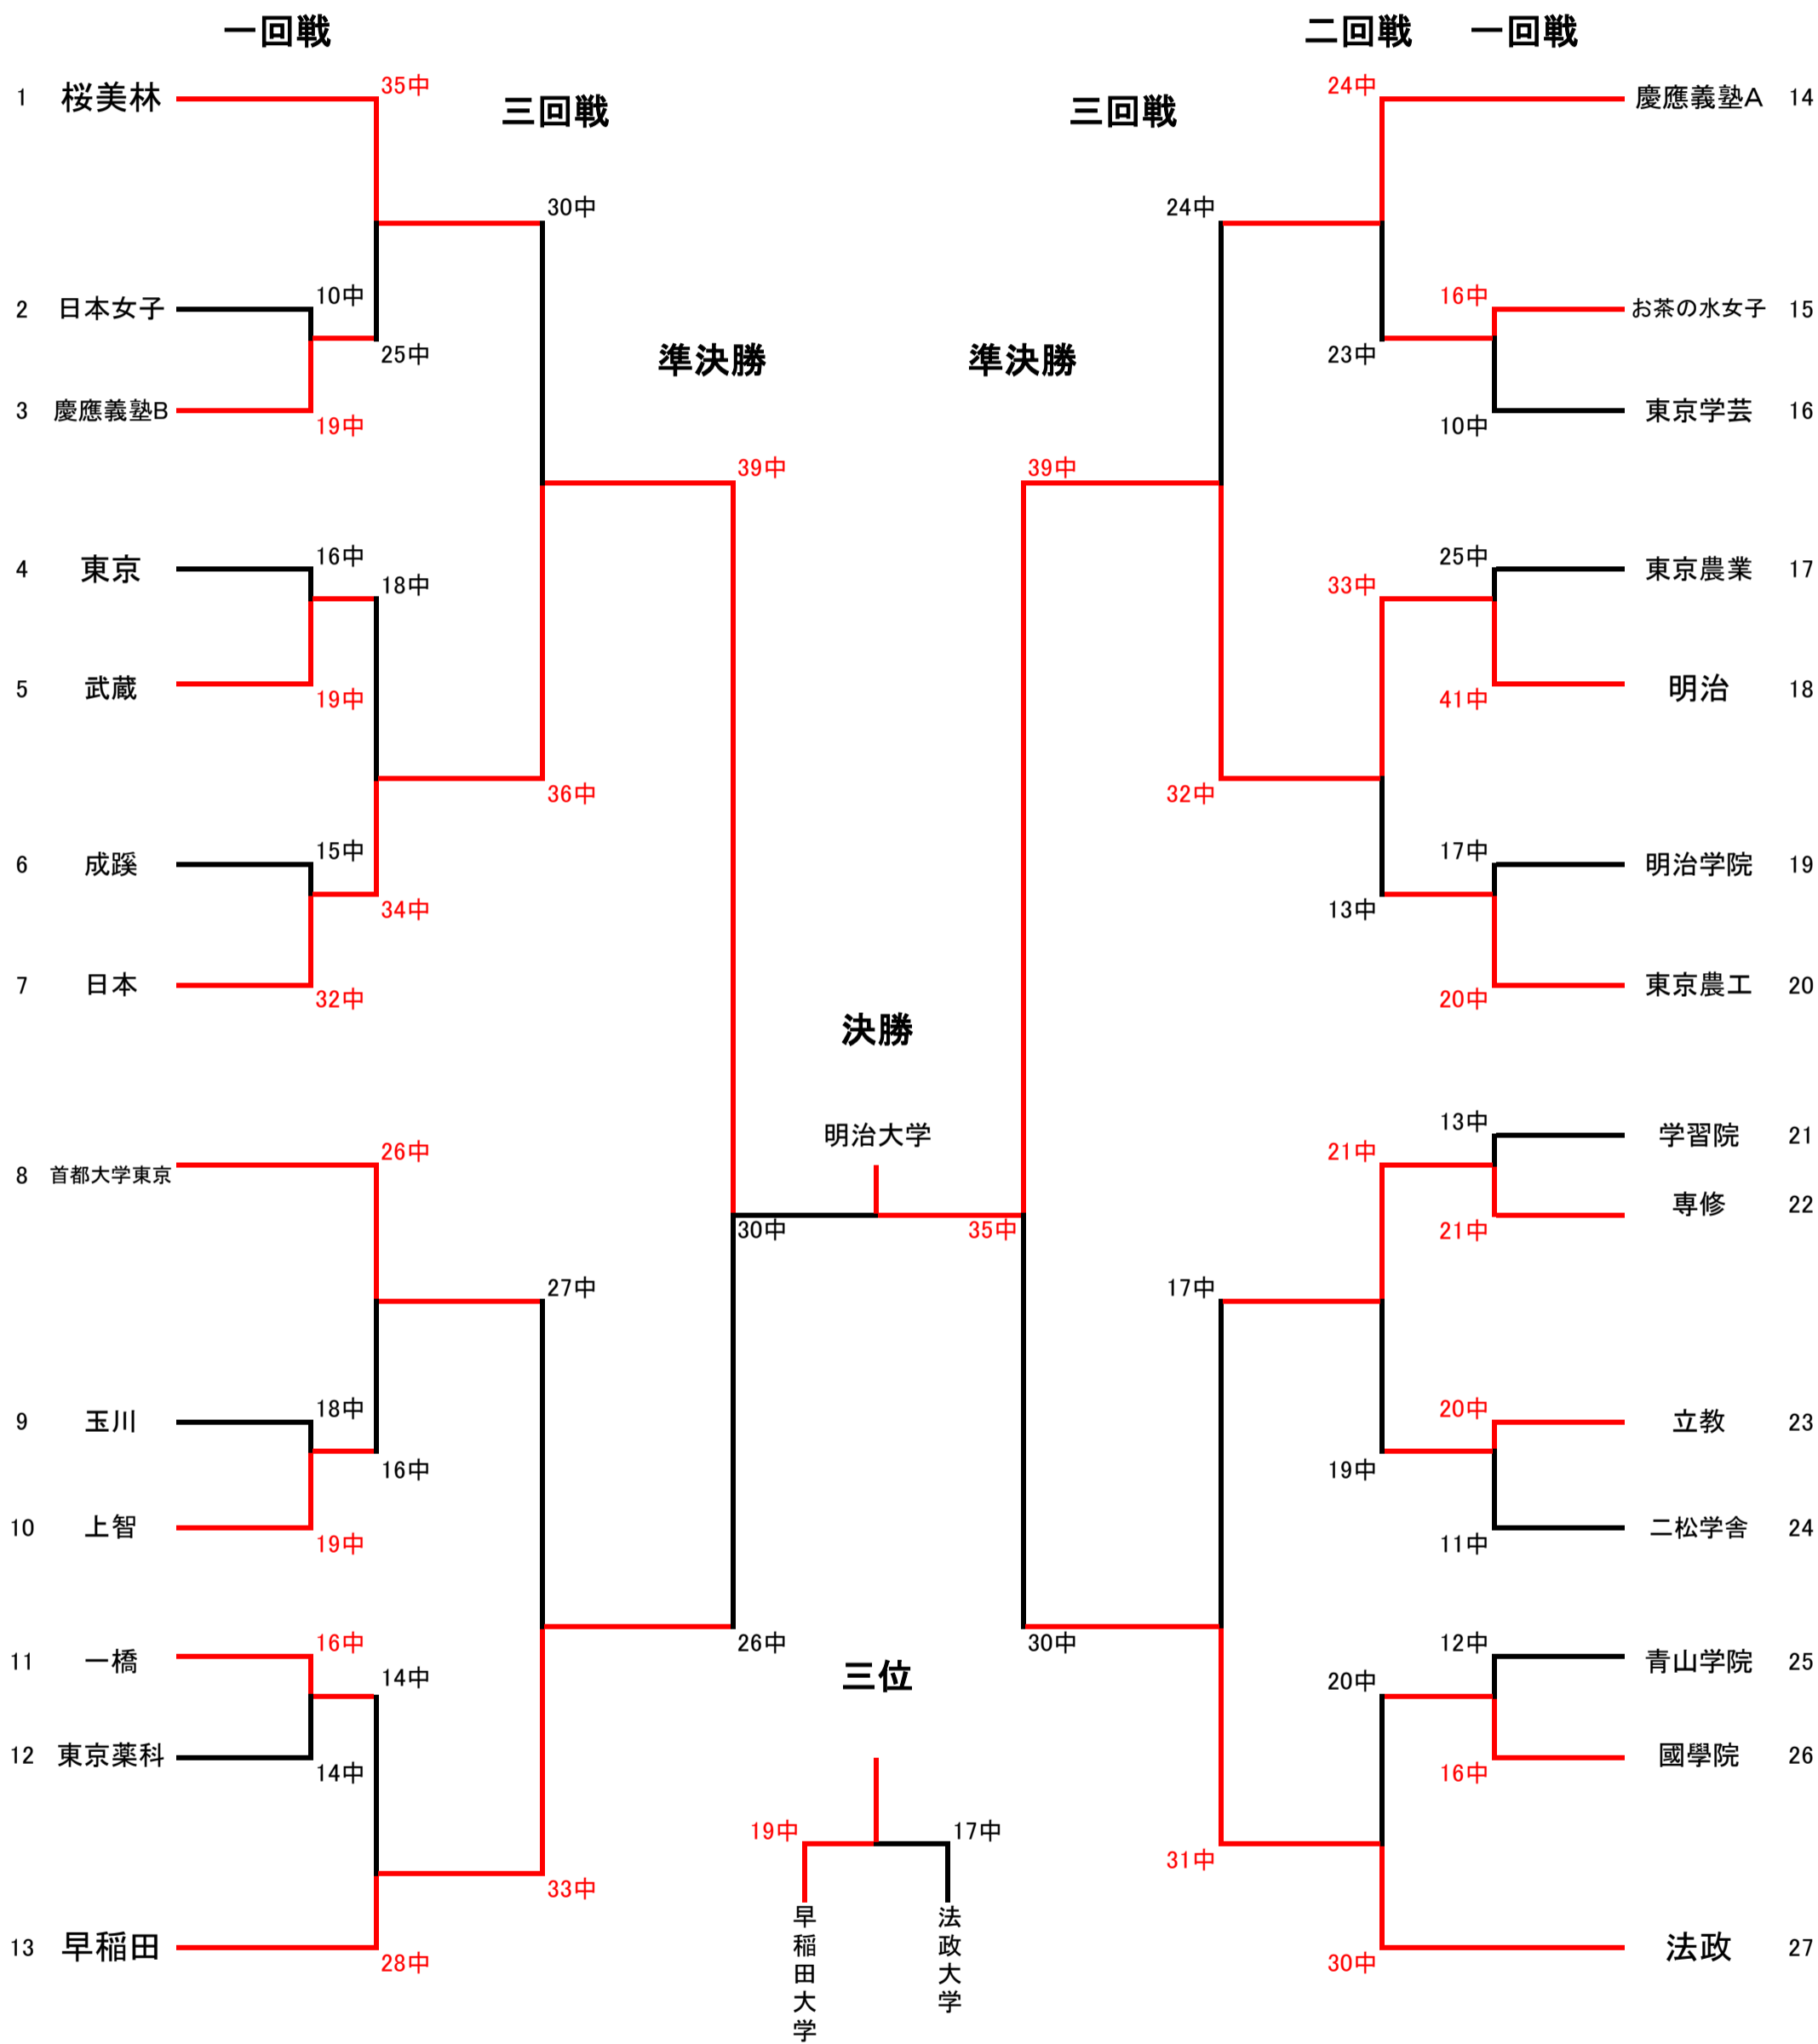 一回戦
二回戦 一回戦
1 桜美林 35中
三回戦
三回戦
24中 慶應義塾A 14
30中
24中
2 日本女子 10中
25中
3 慶應義塾B 19中
16中 お茶の水女子 15
23中
10中 東京学芸 16
準決勝
準決勝
39中
39中
4 東京 16中
18中
5 武蔵 19中
36中
6 成蹊 15中
34中
7 日本 32中
25中 東京農業 17
33中
41中 明治 18
32中
17中 明治学院 19
13中
20中 東京農工 20
決勝
明治大学
30中
35中
8 首都大学東京 26中
27中
9 玉川 18中
16中
10 上智 19中
26中
11 一橋 16中
14中
12 東京薬科 14中
33中
13 早稲田 28中
13中 学習院 21
21中
21中 専修 22
17中
20中 立教 23
19中
11中 二松学舎 24
30中
12中 青山学院 25
20中
16中 國學院 26
31中
30中 法政 27
三位
19中
17中
早稲田大学
法政大学